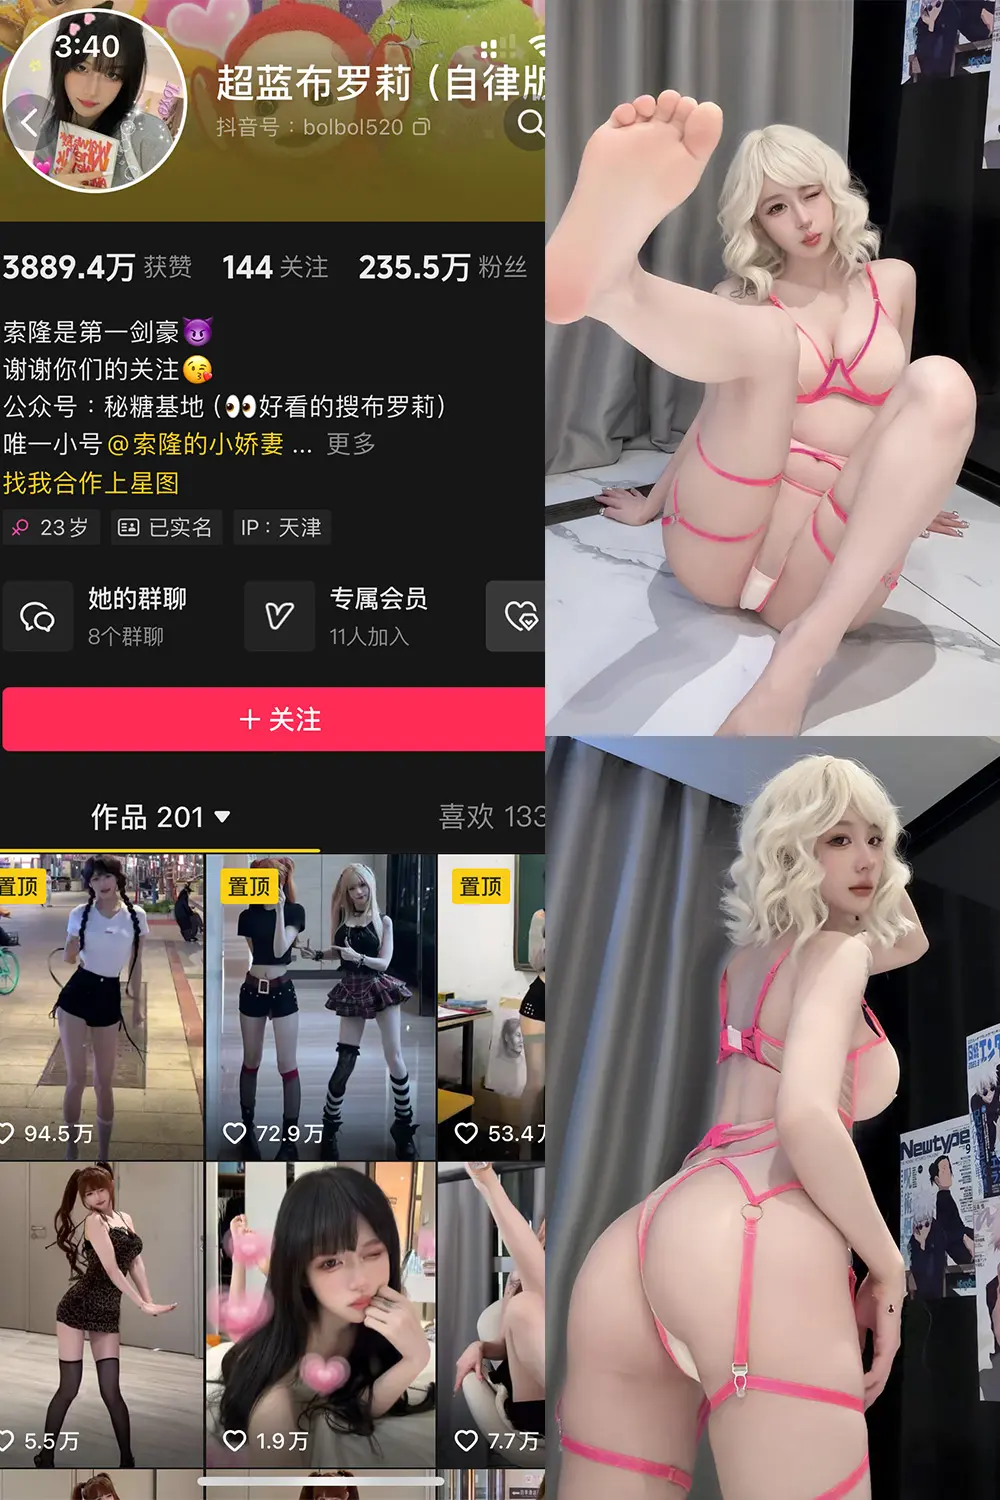 3:40
超蓝布罗莉（自律版
抖音号：bolbol520
3889.4万 获赞 144 关注 235.5万 粉丝
索隆是第一剑豪😈
谢谢你们的关注😘
公众号：秘糖基地（👀好看的搜布罗莉）
唯一小号@索隆的小娇妻 ... 更多
找我合作上星图
23岁 已实名 IP：天津
她的群聊 专属会员
8个群聊 11人加入
+ 关注
作品 201 喜欢 133
置顶 置顶 置顶
94.5万 72.9万 53.4万
5.5万 1.9万 7.7万
Newtype